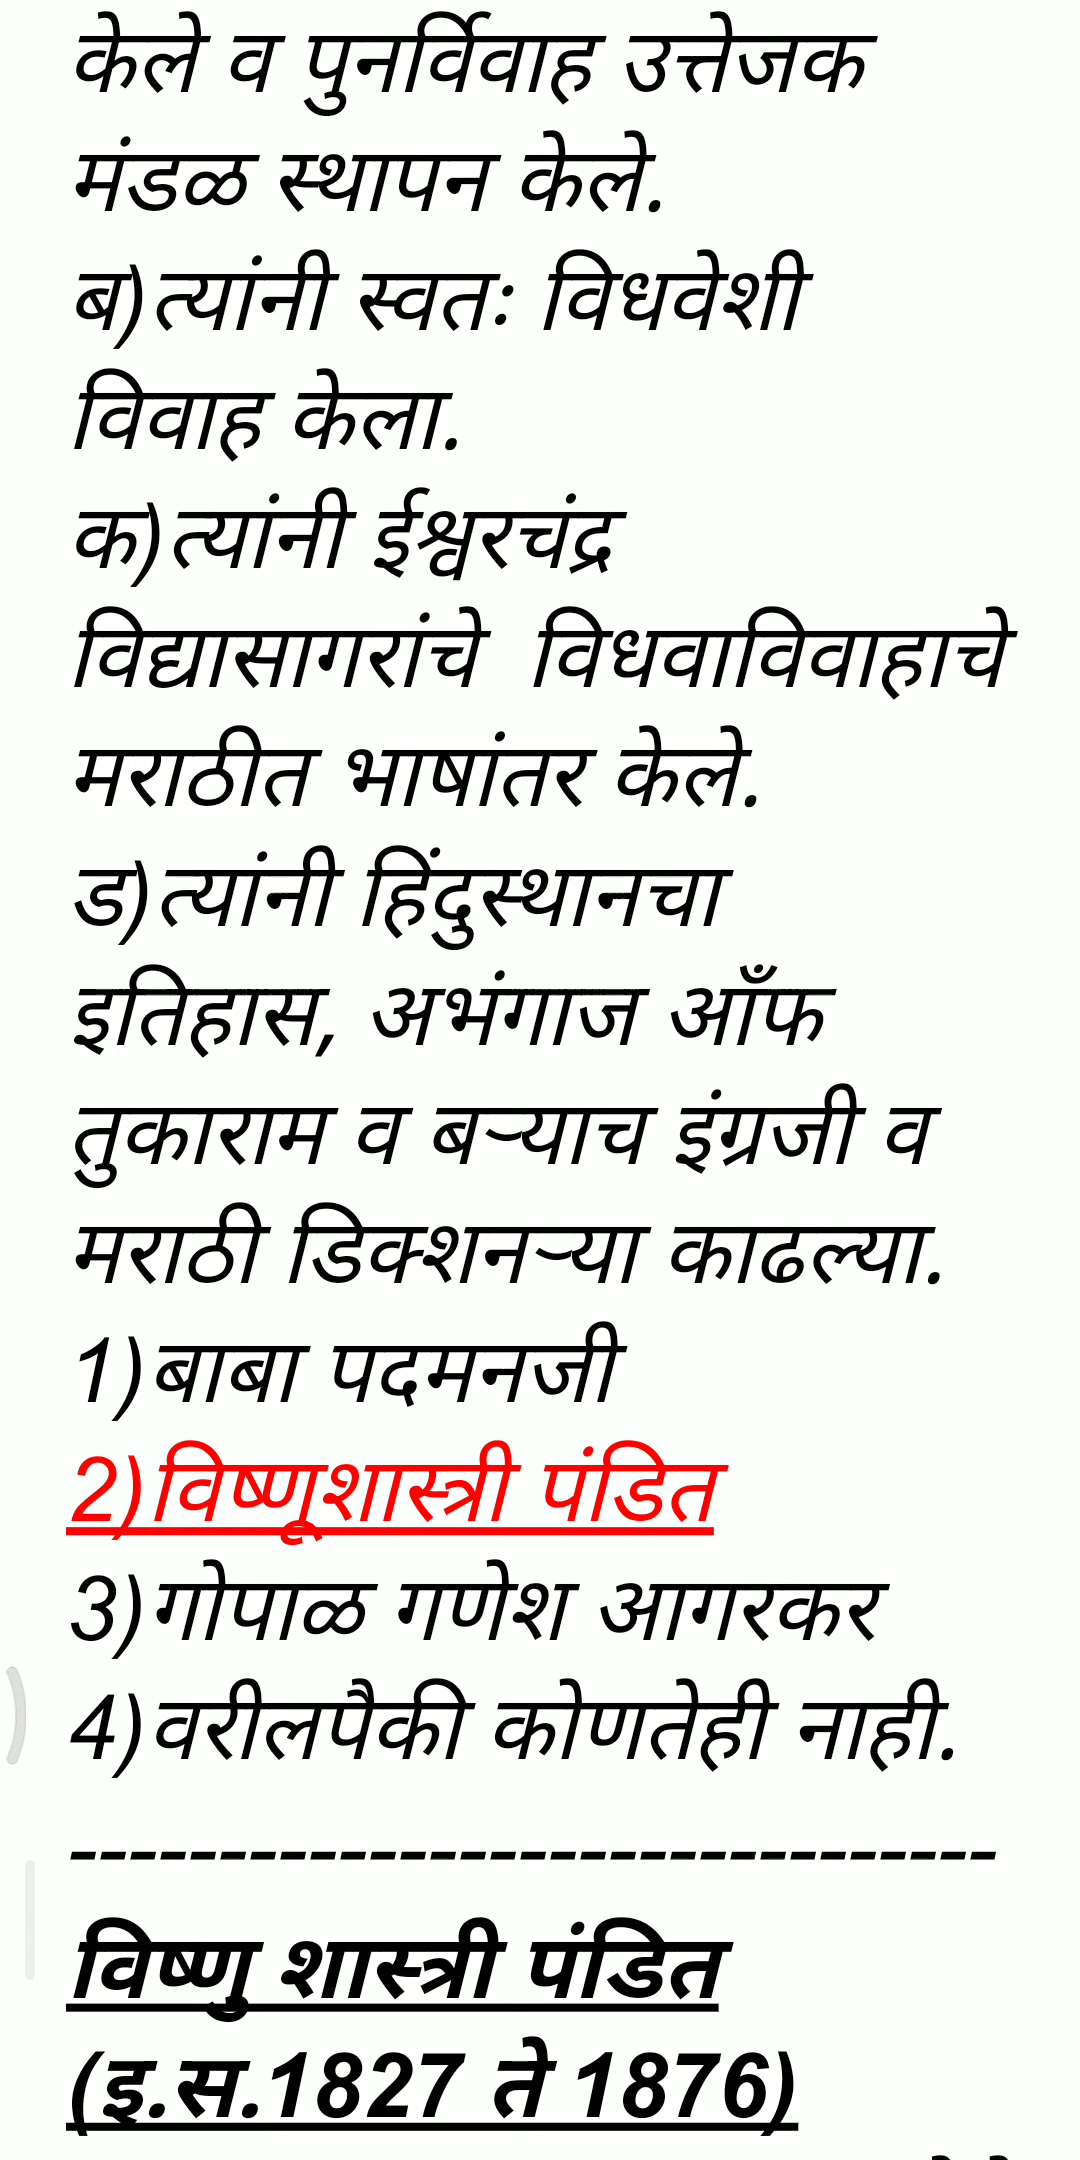 केले व पुनर्विवाह उत्तेजक
मंडळ स्थापन केले.
ब)त्यांनी स्वतः विधवेशी
विवाह केला.
क)त्यांनी ईश्वरचंद्र
विद्यासागरांचे विधवाविवाहाचे
मराठीत भाषांतर केले.
ड)त्यांनी हिंदुस्थानचा
इतिहास, अभंगाज आँफ
तुकाराम व बऱ्याच इंग्रजी व
मराठी डिक्शनऱ्या काढल्या.
1)बाबा पदमनजी
2)विष्णूशास्त्री पंडित
3)गोपाळ गणेश आगरकर
4)वरीलपैकी कोणतेही नाही.
-------------------------------
विष्णु शास्त्री पंडित
(इ.स.1827 ते 1876)